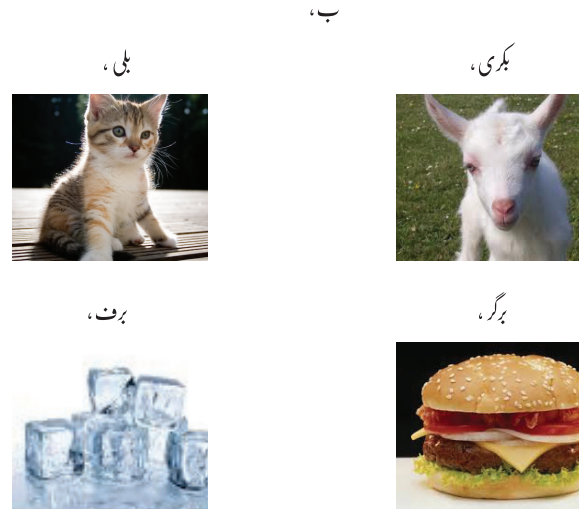 ب ،
بکری ،
بلی ،
برگر ،
برف ،